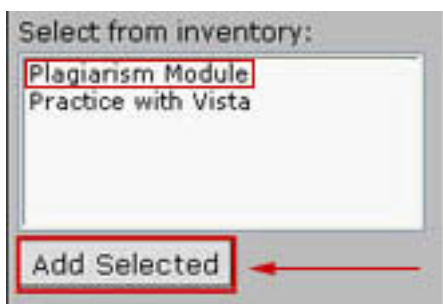 Select from inventory:
Plagiarism Module
Practice with Vista
Add Selected